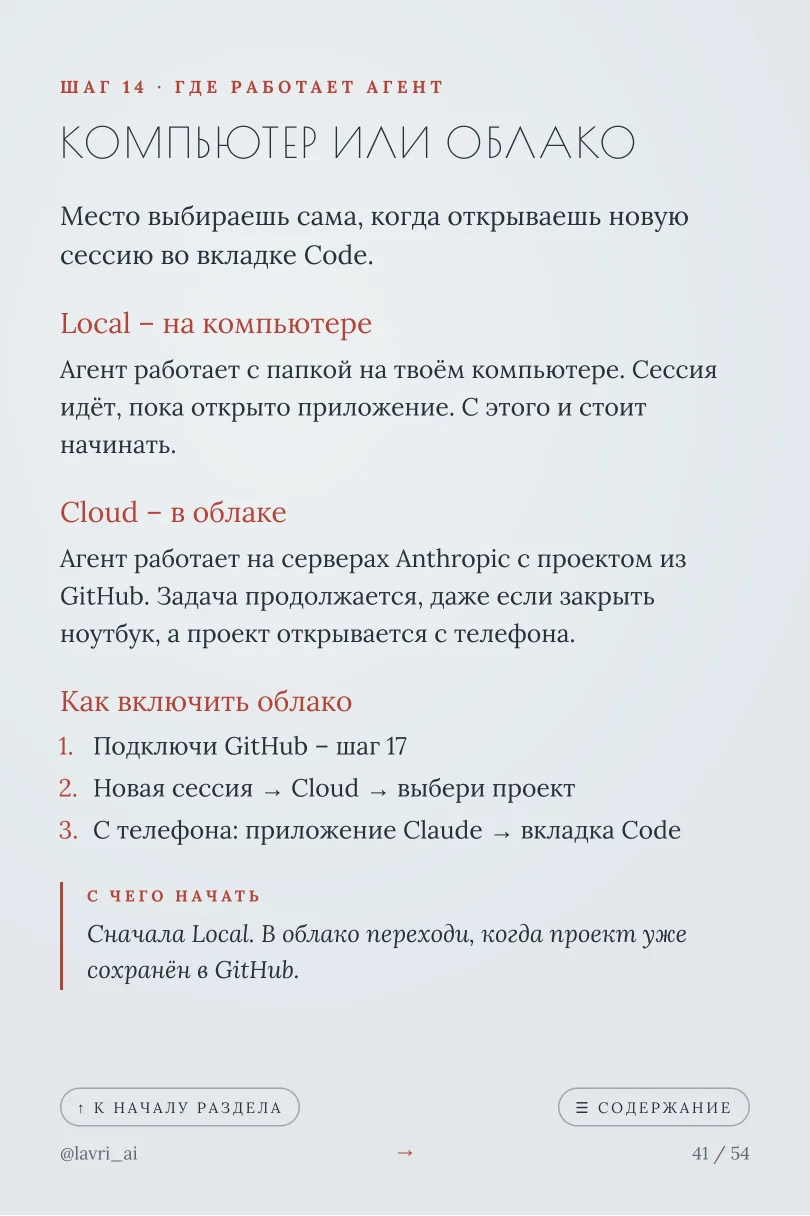 ШАГ 14 · ГДЕ РАБОТАЕТ АГЕНТ
КОМПЬЮТЕР ИЛИ ОБЛАКО
Место выбираешь сама, когда открываешь новую
сессию во вкладке Code.
Local – на компьютере
Агент работает с папкой на твоём компьютере. Сессия
идёт, пока открыто приложение. С этого и стоит
начинать.
Cloud – в облаке
Агент работает на серверах Anthropic с проектом из
GitHub. Задача продолжается, даже если закрыть
ноутбук, а проект открывается с телефона.
Как включить облако
1. Подключи GitHub – шаг 17
2. Новая сессия → Cloud → выбери проект
3. С телефона: приложение Claude → вкладка Code
С ЧЕГО НАЧАТЬ
Сначала Local. В облако переходи, когда проект уже
сохранён в GitHub.
↑ К НАЧАЛУ РАЗДЕЛА
☰ СОДЕРЖАНИЕ
@lavri_ai
→
41 / 54